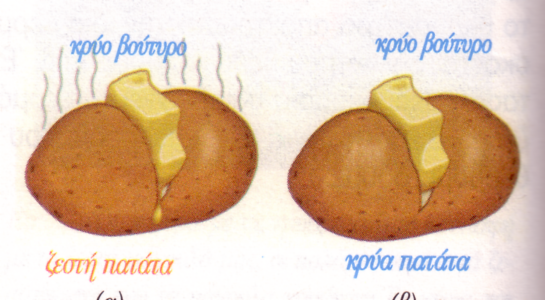 κρύο βούτυρο
κρύο βούτυρο
ζεστή πατάτα
κρύα πατάτα
(α)
(β)